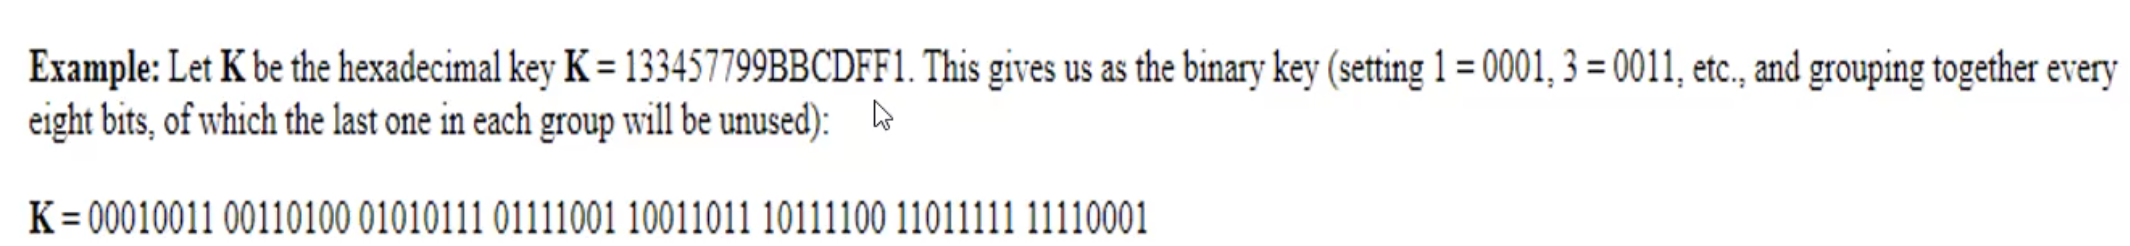 Example: Let K be the hexadecimal key K = 133457799BBCDFF1. This gives us as the binary key (setting 1 = 0001, 3 = 0011, etc., and grouping together every
eight bits, of which the last one in each group will be unused):
K = 00010011 00110100 01010111 01111001 10011011 10111100 11011111 11110001